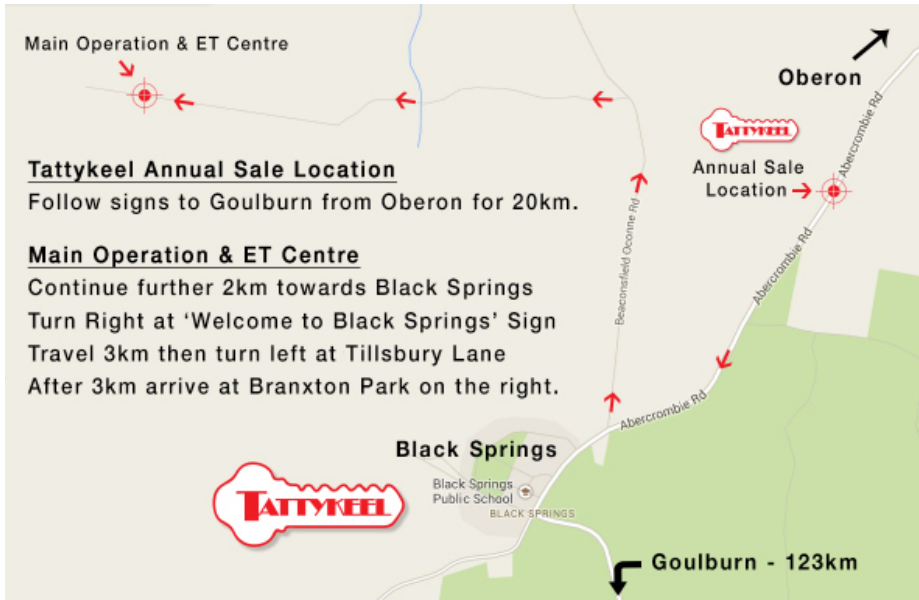 Main Operation & ET Centre
Oberon
Abercrombie Rd
TATTYKEEL
Annual Sale
Location
Tattykeel Annual Sale Location
Follow signs to Goulburn from Oberon for 20km.
Beaconsfield Oconne Rd
Abercrombie Rd
Main Operation & ET Centre
Continue further 2km towards Black Springs
Turn Right at ‘Welcome to Black Springs’ Sign
Travel 3km then turn left at Tillsbury Lane
After 3km arrive at Branxton Park on the right.
Abercrombie Rd
Black Springs
Black Springs
Public School
BLACK SPRINGS
TATTYKEEL
Goulburn - 123km